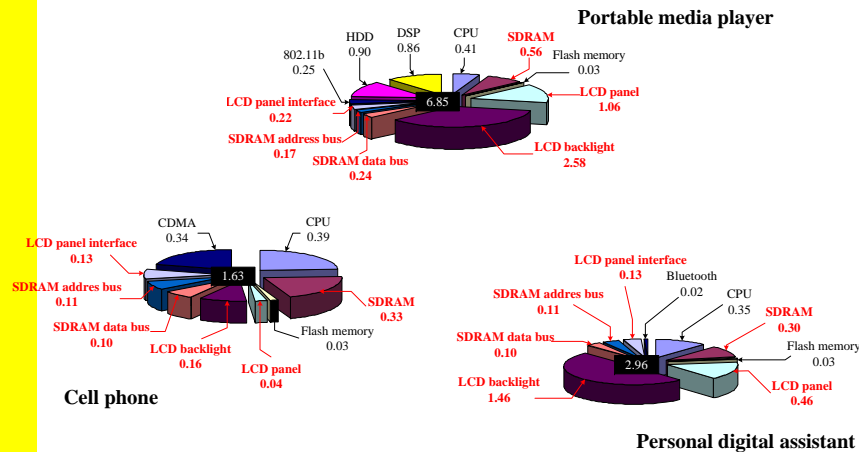 Portable media player
HDD
0.90
DSP
0.86
CPU
0.41
SDRAM
0.56
802.11b
0.25
Flash memory
0.03
LCD panel interface
0.22
6.85
LCD panel
1.06
SDRAM address bus
0.17
SDRAM data bus
0.24
LCD backlight
2.58
CDMA
0.34
CPU
0.39
LCD panel interface
0.13
1.63
SDRAM addres bus
0.11
SDRAM
0.33
SDRAM data bus
0.10
Flash memory
0.03
LCD backlight
0.16
LCD panel
0.04
Cell phone
LCD panel interface
0.13
Bluetooth
0.02
CPU
0.35
SDRAM addres bus
0.11
SDRAM
0.30
SDRAM data bus
0.10
Flash memory
0.03
2.96
LCD backlight
1.46
LCD panel
0.46
Personal digital assistant